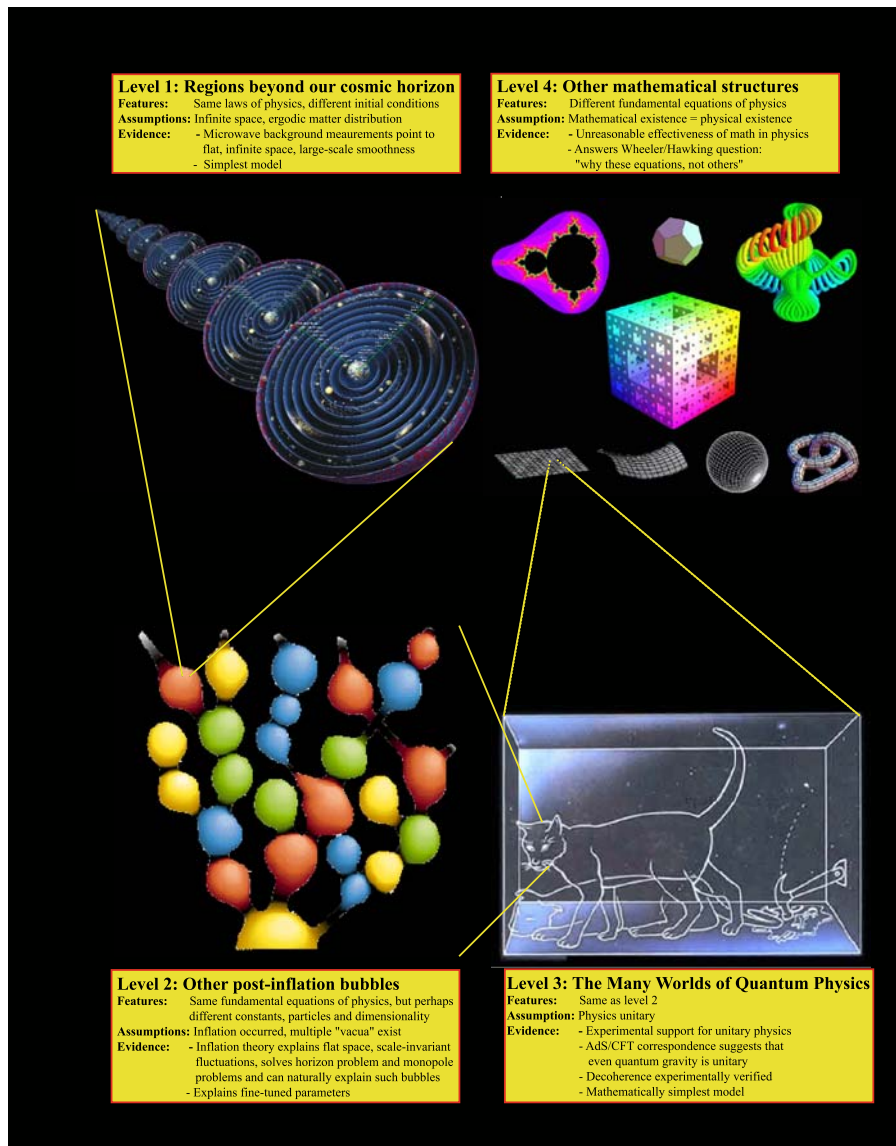 Level 1: Regions beyond our cosmic horizon
Features: Same laws of physics, different initial conditions
Assumptions: Infinite space, ergodic matter distribution
Evidence: - Microwave background meaurements point to
flat, infinite space, large-scale smoothness
- Simplest model
Level 4: Other mathematical structures
Features: Different fundamental equations of physics
Assumption: Mathematical existence = physical existence
Evidence: - Unreasonable effectiveness of math in physics
- Answers Wheeler/Hawking question:
"why these equations, not others"
Level 2: Other post-inflation bubbles
Features: Same fundamental equations of physics, but perhaps
different constants, particles and dimensionality
Assumptions: Inflation occurred, multiple "vacua" exist
Evidence: - Inflation theory explains flat space, scale-invariant
fluctuations, solves horizon problem and monopole
problems and can naturally explain such bubbles
- Explains fine-tuned parameters
Level 3: The Many Worlds of Quantum Physics
Features: Same as level 2
Assumption: Physics unitary
Evidence: - Experimental support for unitary physics
- AdS/CFT correspondence suggests that
even quantum gravity is unitary
- Decoherence experimentally verified
- Mathematically simplest model